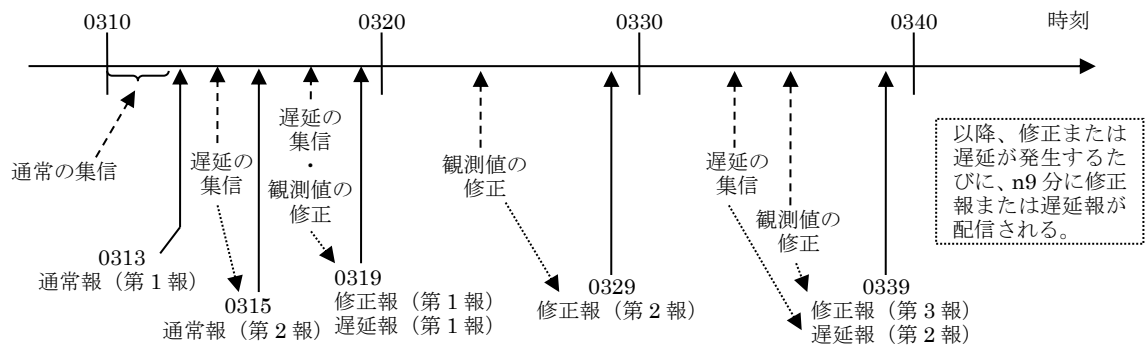 0310
0320
0330
0340
時刻
通常の集信
遅延の
集信
遅延の
集信
・
観測値の
修正
観測値の
修正
遅延の
集信
観測値の
修正
以降、修正または
遅延が発生するた
びに、n9 分に修正
報または遅延報が
配信される。
0313
通常報（第 1 報）
0315
通常報（第 2 報）
0319
修正報（第 1 報）
遅延報（第 1 報）
0329
修正報（第 2 報）
0339
修正報（第 3 報）
遅延報（第 2 報）